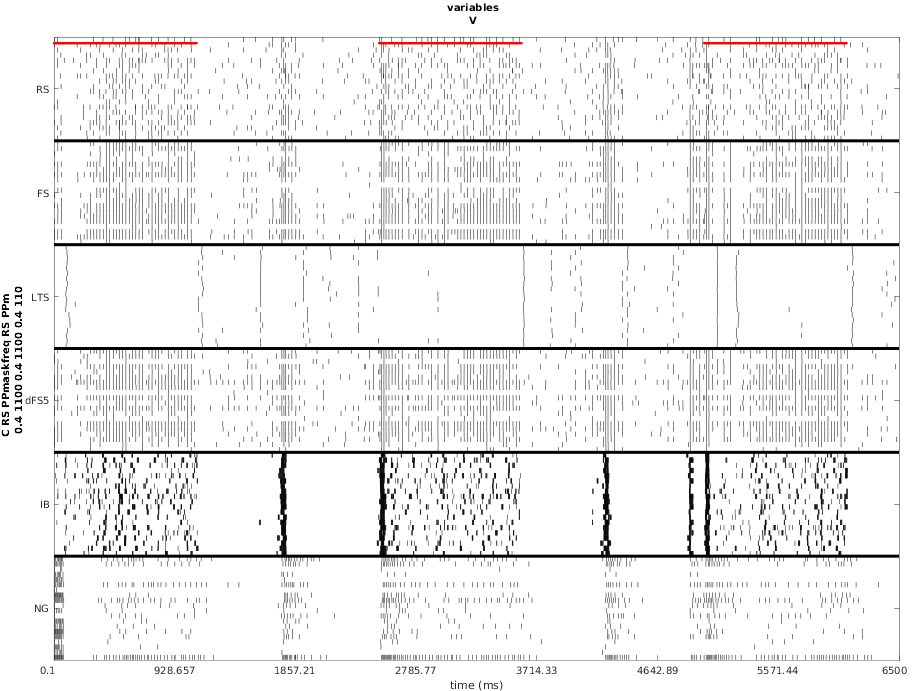 variables
V
RS
FS
LTS
dFS5
IB
NG
C RS PPmaskfreq RS PPm
0.4 1100 0.4 1100 0.4 110
0.1 928.657 1857.21 2785.77 3714.33 4642.89 5571.44 6500
time (ms)